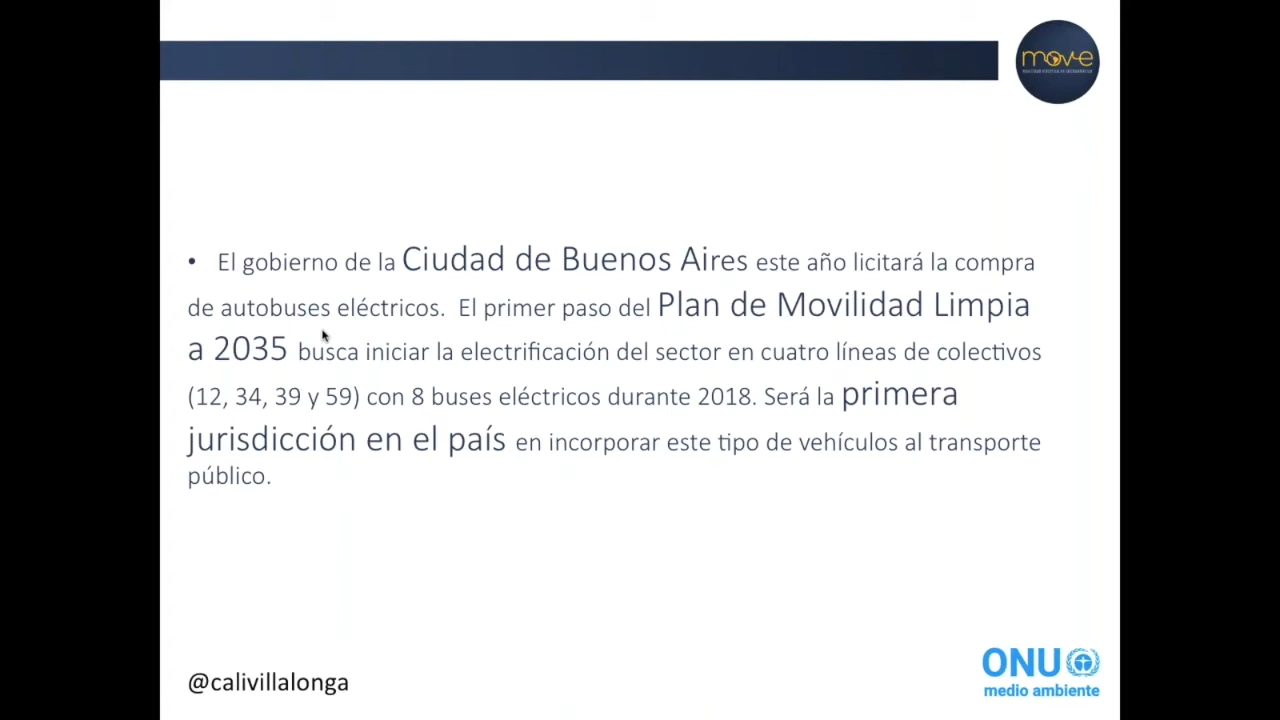 move
• El gobierno de la Ciudad de Buenos Aires este año licitará la compra
de autobuses eléctricos. El primer paso del Plan de Movilidad Limpia
a 2035 busca iniciar la electrificación del sector en cuatro líneas de colectivos
(12, 34, 39 y 59) con 8 buses eléctricos durante 2018. Será la primera
jurisdicción en el país en incorporar este tipo de vehículos al transporte
público.
@calivillalonga
ONU
medio ambiente